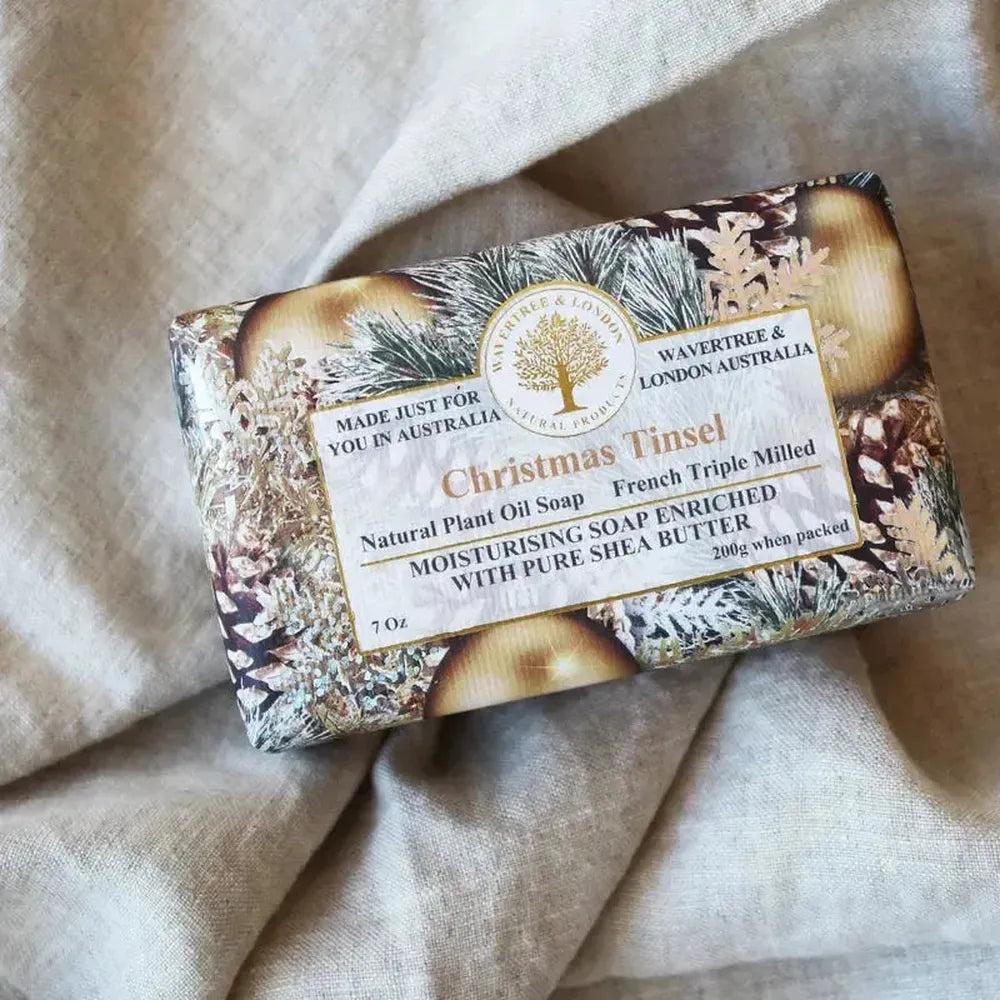 WAVERTREE & LONDON
NATURAL PRODUCTS
MADE JUST FOR
YOU IN AUSTRALIA
WAVERTREE &
LONDON AUSTRALIA
Christmas Tinsel
Natural Plant Oil Soap French Triple Milled
MOISTURISING SOAP ENRICHED
WITH PURE SHEA BUTTER
7 Oz 200g when packed